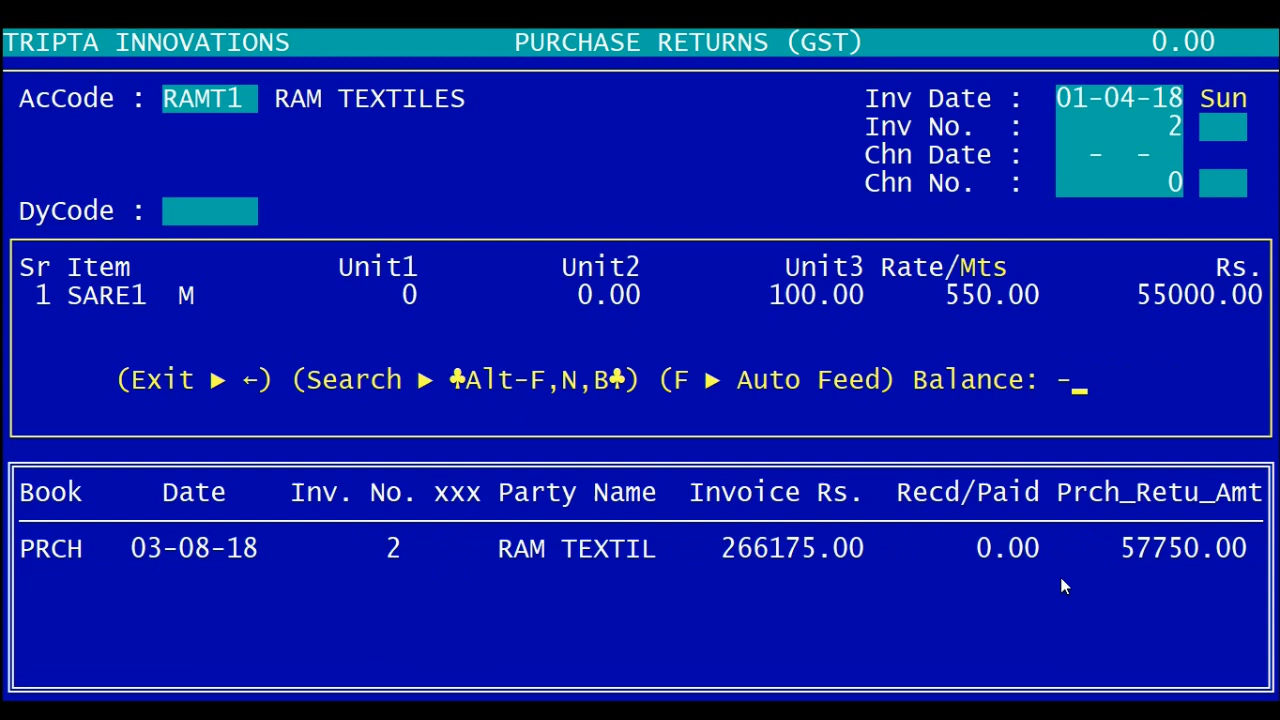 TRIPTA INNOVATIONS PURCHASE RETURNS (GST) 0.00
AcCode : RAMT1 RAM TEXTILES Inv Date : 01-04-18 Sun
Inv No. : 2
Chn Date : - -
Chn No. : 0
DyCode :
Sr Item Unit1 Unit2 Unit3 Rate/Mts Rs.
1 SARE1 M 0 0.00 100.00 550.00 55000.00
(Exit ► ←) (Search ► ♣Alt-F,N,B♣) (F ► Auto Feed) Balance: -_
Book Date Inv. No. xxx Party Name Invoice Rs. Recd/Paid Prch_Retu_Amt
PRCH 03-08-18 2 RAM TEXTIL 266175.00 0.00 57750.00